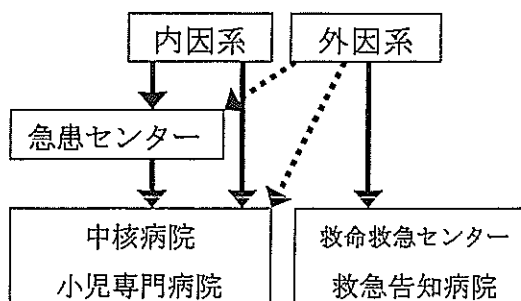 内因系
外因系
急患センター
中核病院
小児専門病院
救命救急センター
救急告知病院